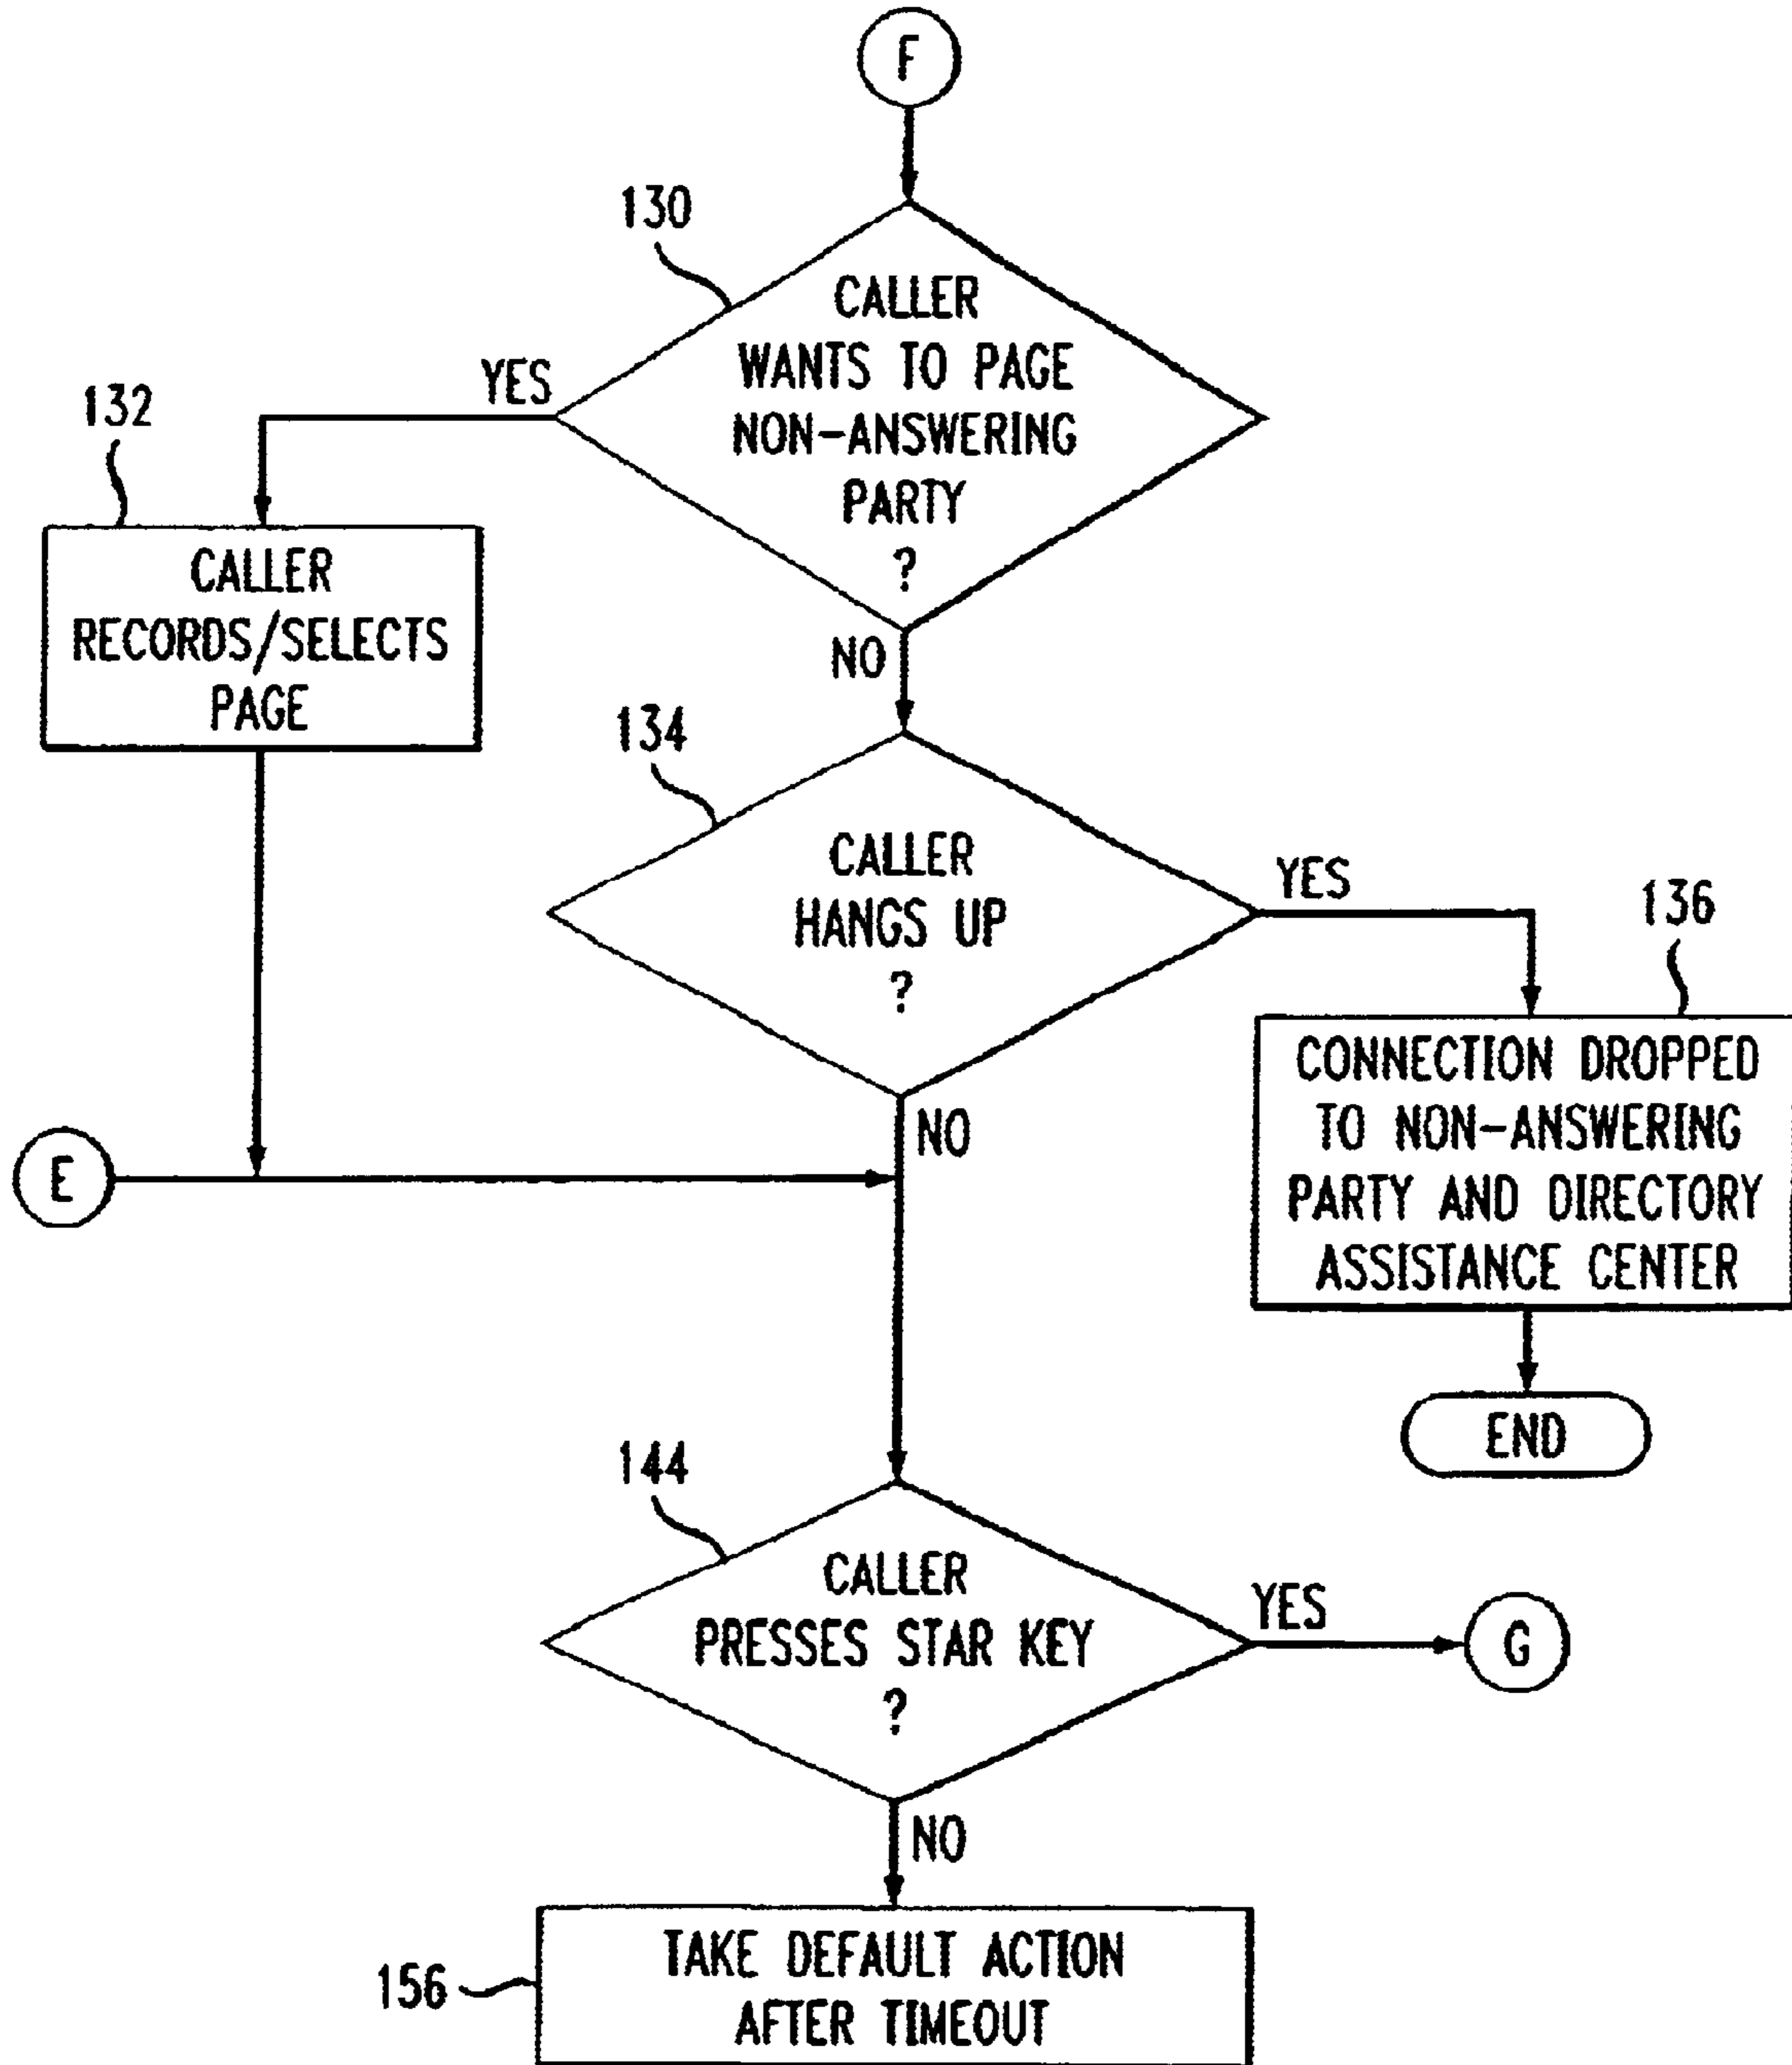 F
130
CALLER
WANTS TO PAGE
NON-ANSWERING
PARTY
?
YES
132
CALLER
RECORDS/SELECTS
PAGE
NO
134
CALLER
HANGS UP
?
YES
136
CONNECTION DROPPED
TO NON-ANSWERING
PARTY AND DIRECTORY
ASSISTANCE CENTER
NO
E
END
144
CALLER
PRESSES STAR KEY
?
YES
G
NO
156
TAKE DEFAULT ACTION
AFTER TIMEOUT